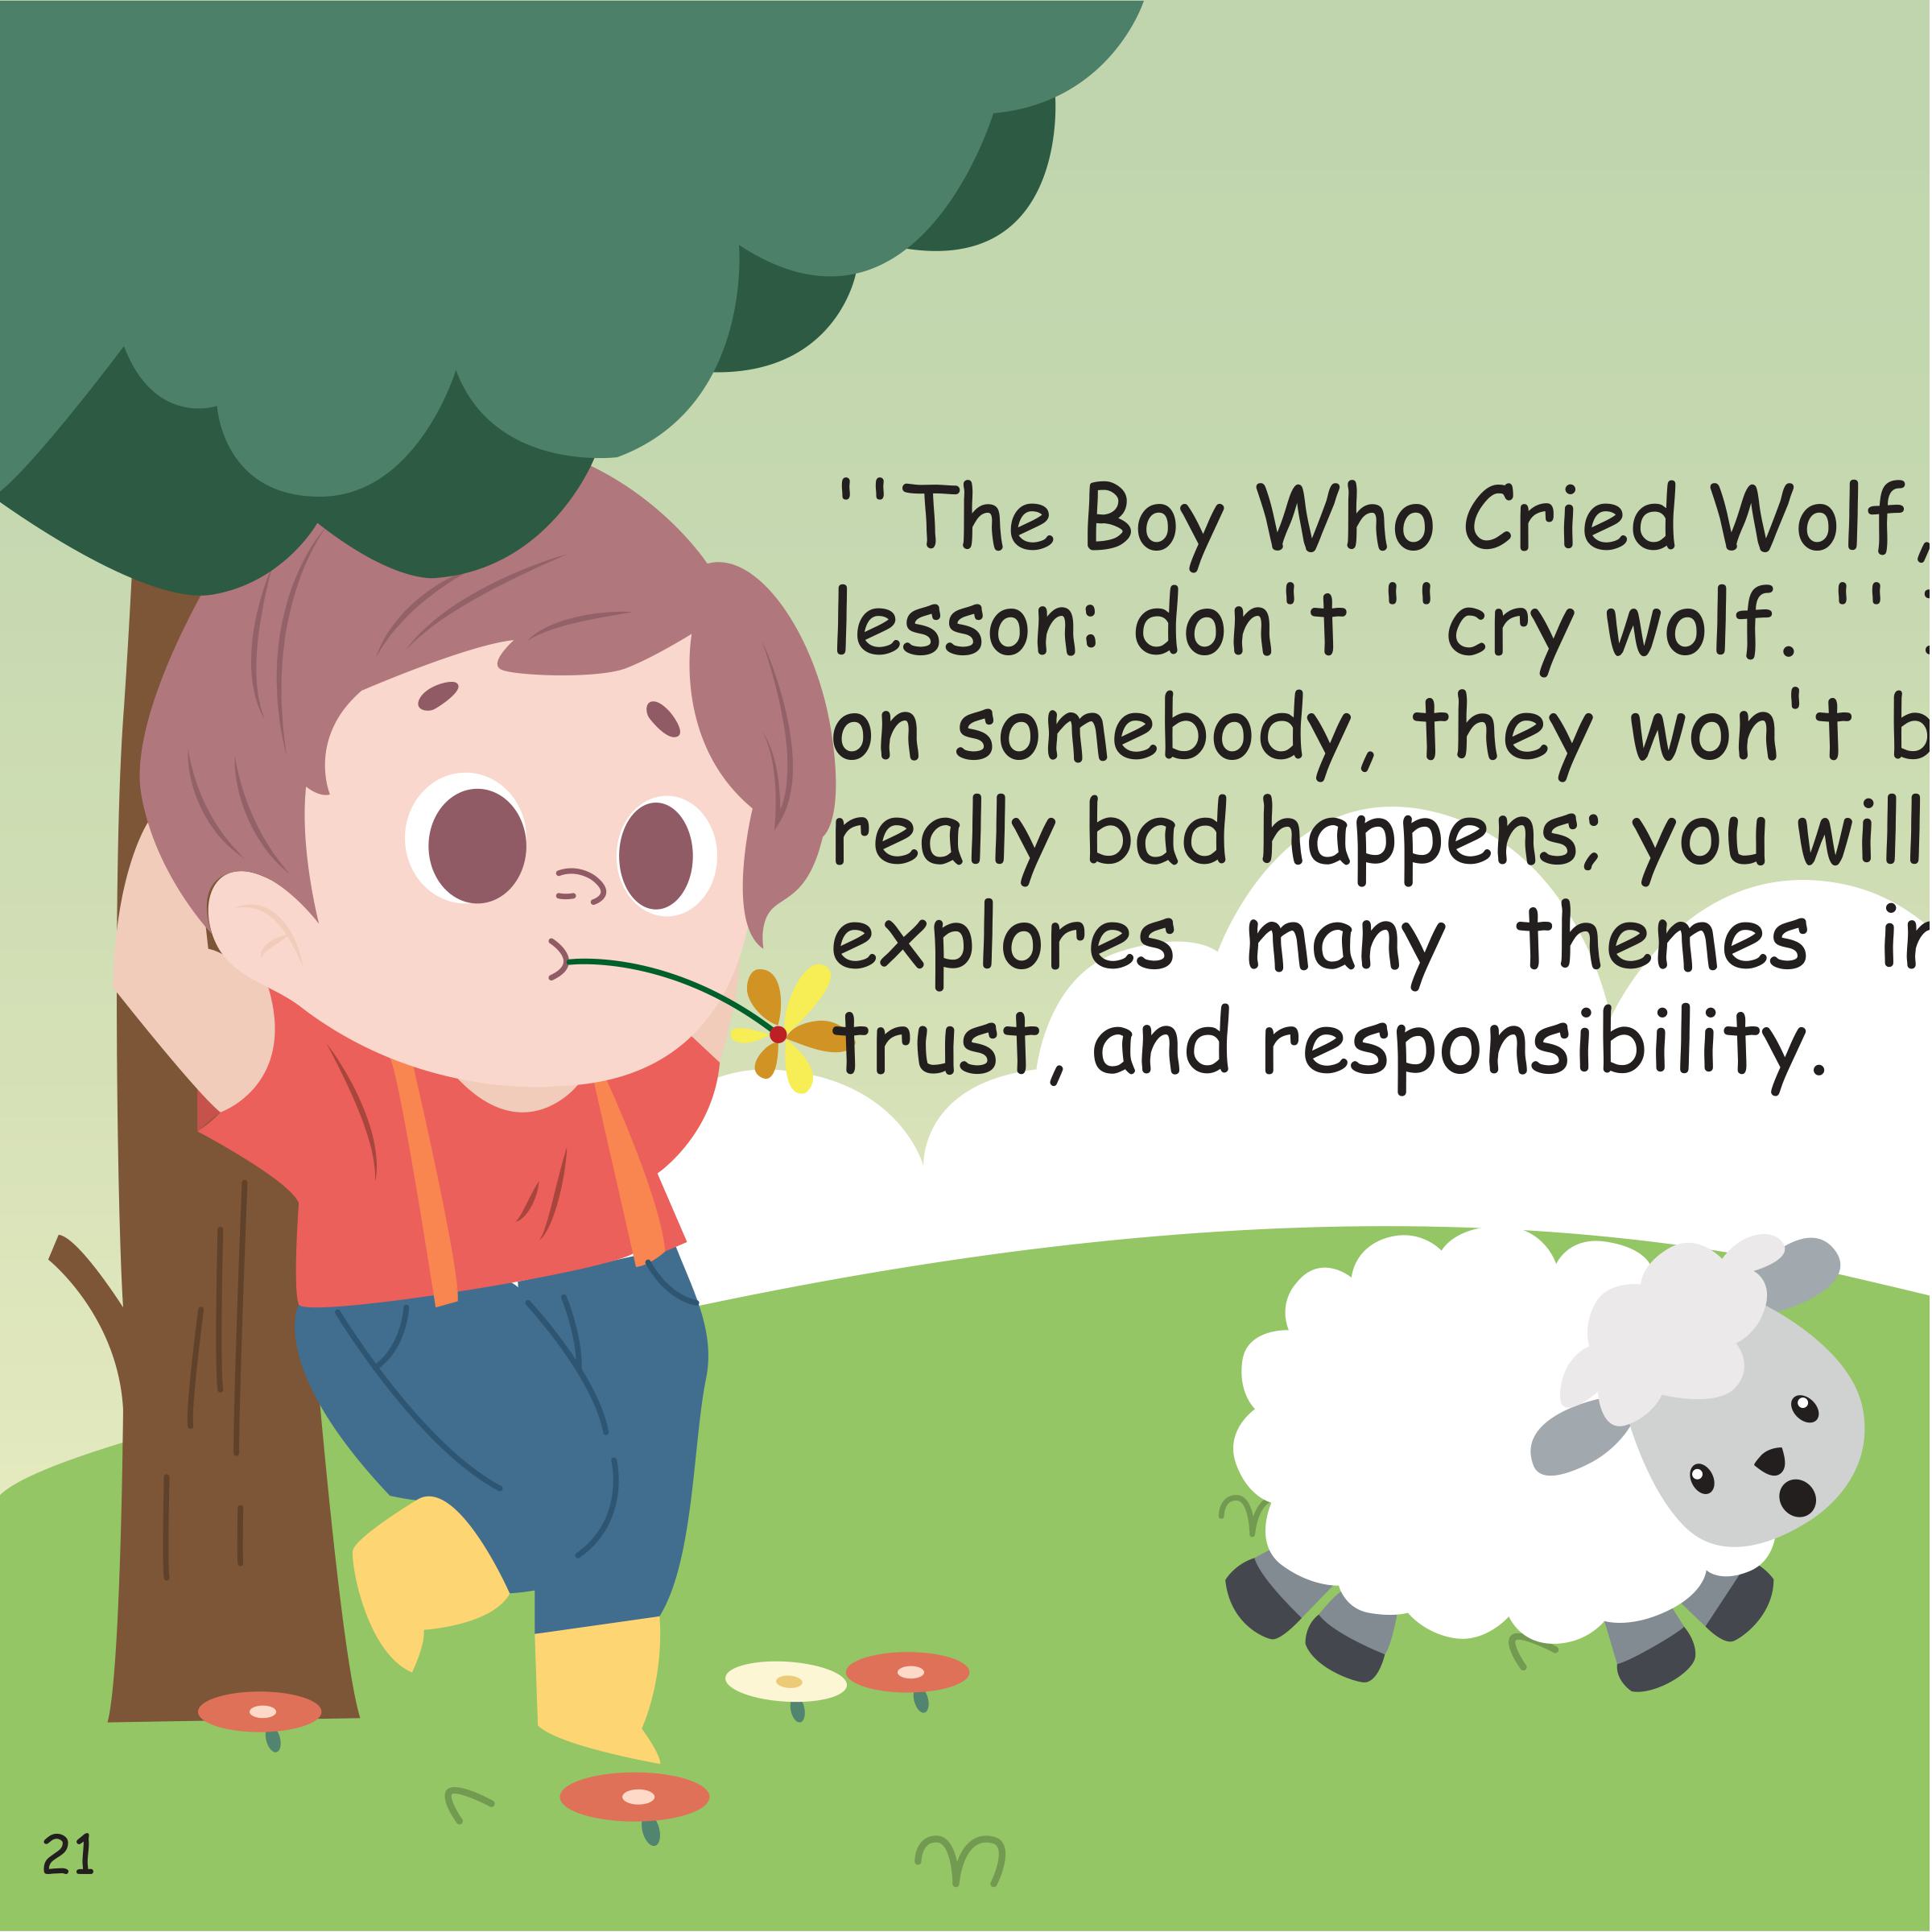 ''The Boy Who Cried Wolf,
lesson: don't ''cry wolf. ''
on somebody, they won't
really bad happens; you will
explores many themes
trust, and responsibility.
21